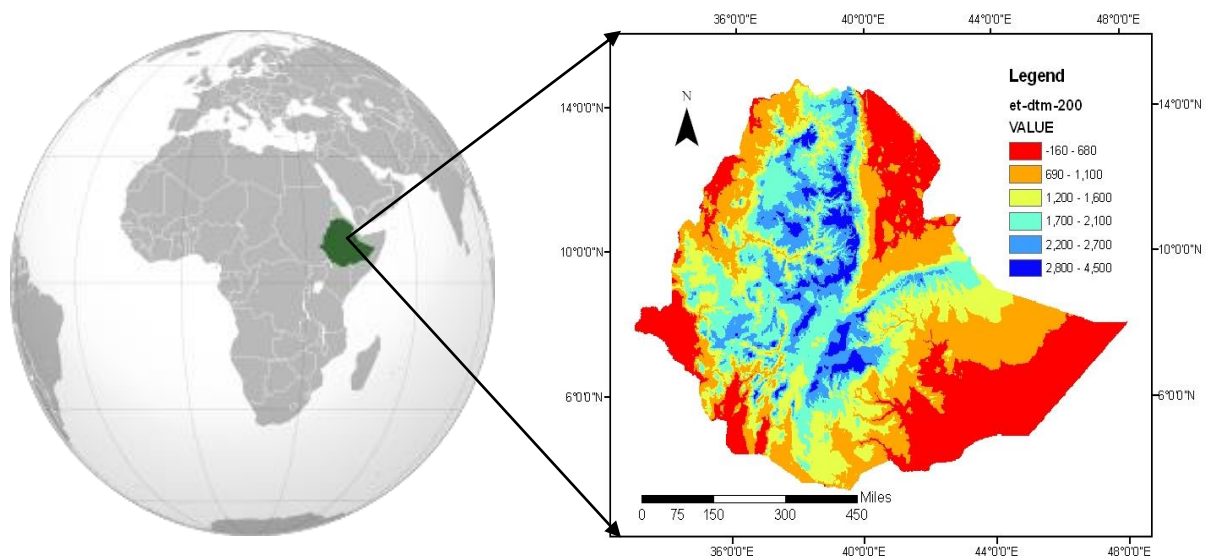 36°0'0"E 40°0'0"E 44°0'0"E 48°0'0"E
14°0'0"N
10°0'0"N
6°0'0"N
N
Legend
et-dtm-200
VALUE
-160 - 680
690 - 1,100
1,200 - 1,600
1,700 - 2,100
2,200 - 2,700
2,800 - 4,500
14°0'0"N
10°0'0"N
6°0'0"N
Miles
0 75 150 300 450
36°0'0"E 40°0'0"E 44°0'0"E 48°0'0"E